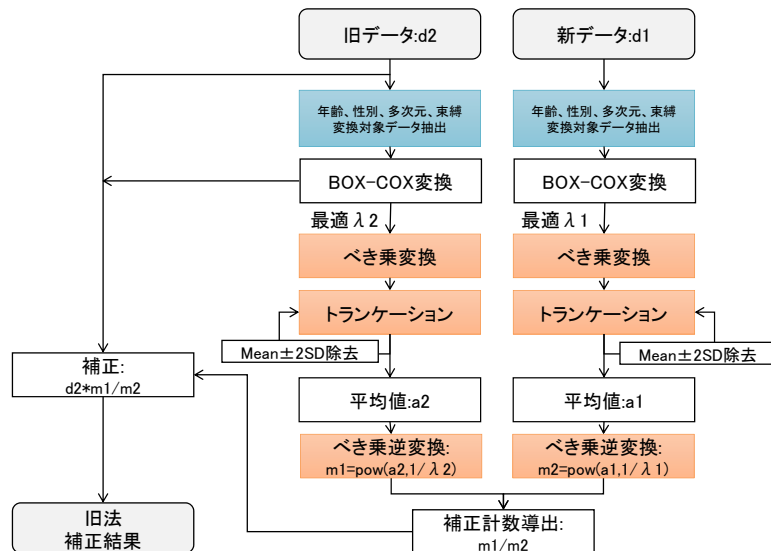 旧データ:d2
新データ:d1
年齢、性別、多次元、束縛
変換対象データ抽出
年齢、性別、多次元、束縛
変換対象データ抽出
BOX-COX変換
BOX-COX変換
最適λ2
最適λ1
べき乗変換
べき乗変換
トランケーション
トランケーション
Mean±2SD除去
Mean±2SD除去
補正:
d2*m1/m2
平均値:a2
平均値:a1
べき乗逆変換:
m1=pow(a2,1/λ2)
べき乗逆変換:
m2=pow(a1,1/λ1)
旧法
補正結果
補正計数導出:
m1/m2